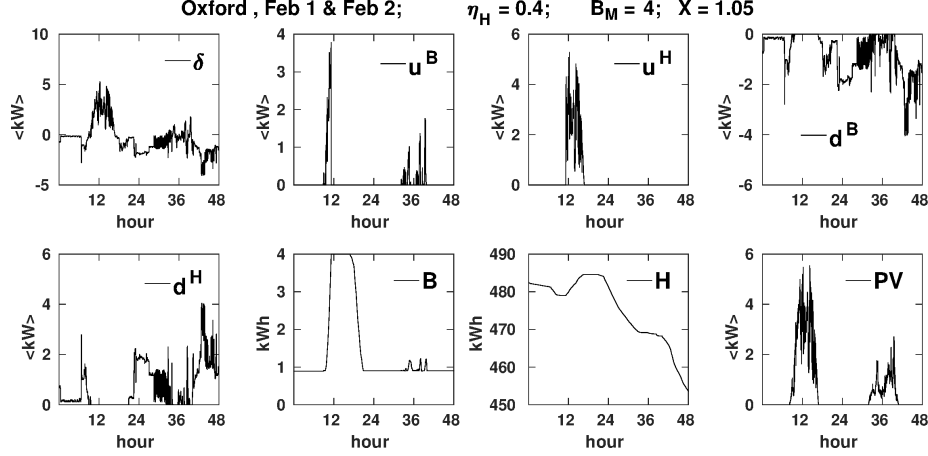 Oxford , Feb 1 & Feb 2; η_H = 0.4; B_M = 4; X = 1.05
10
5
0
-5
<kW>
δ
12 24 36 48
hour
4
3
2
1
0
<kW>
u^B
12 24 36 48
hour
6
4
2
0
<kW>
u^H
12 24 36 48
hour
0
-2
-4
-6
<kW>
d^B
12 24 36 48
hour
6
4
2
0
<kW>
d^H
12 24 36 48
hour
4
3
2
1
0
kWh
B
12 24 36 48
hour
490
480
470
460
450
kWh
H
12 24 36 48
hour
6
4
2
0
<kW>
PV
12 24 36 48
hour